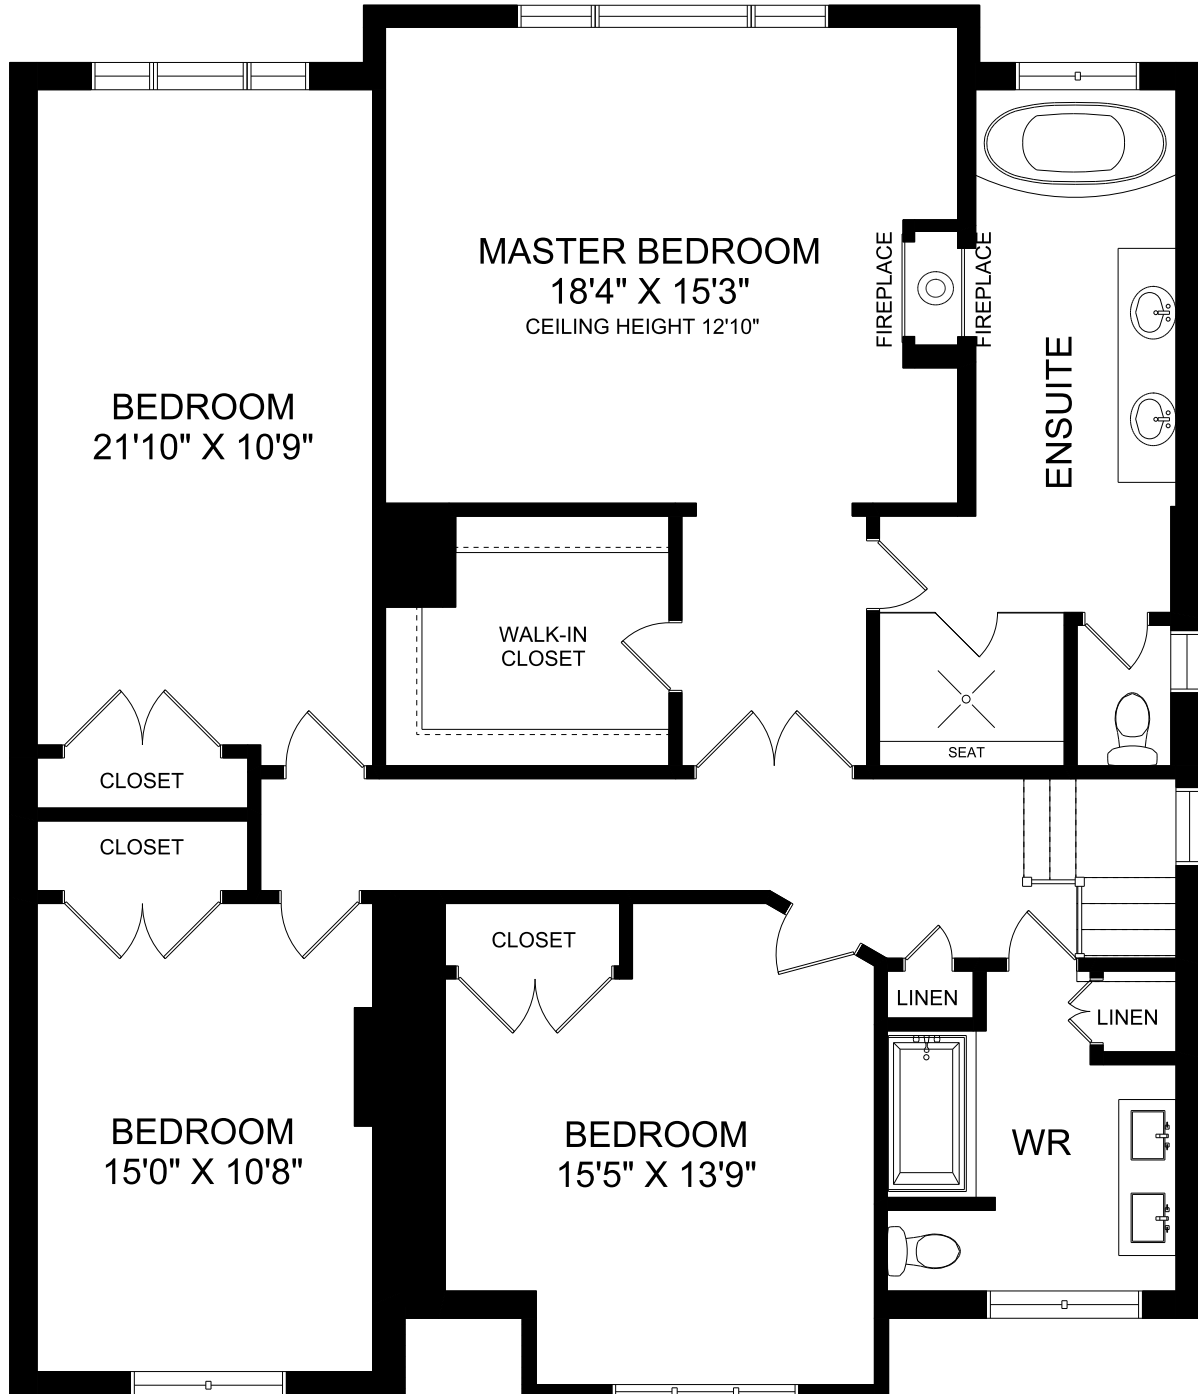 MASTER BEDROOM
18'4" X 15'3"
CEILING HEIGHT 12'10"
FIREPLACE
FIREPLACE
ENSUITE
BEDROOM
21'10" X 10'9"
WALK-IN
CLOSET
SEAT
CLOSET
CLOSET
CLOSET
LINEN
LINEN
BEDROOM
15'0" X 10'8"
BEDROOM
15'5" X 13'9"
WR